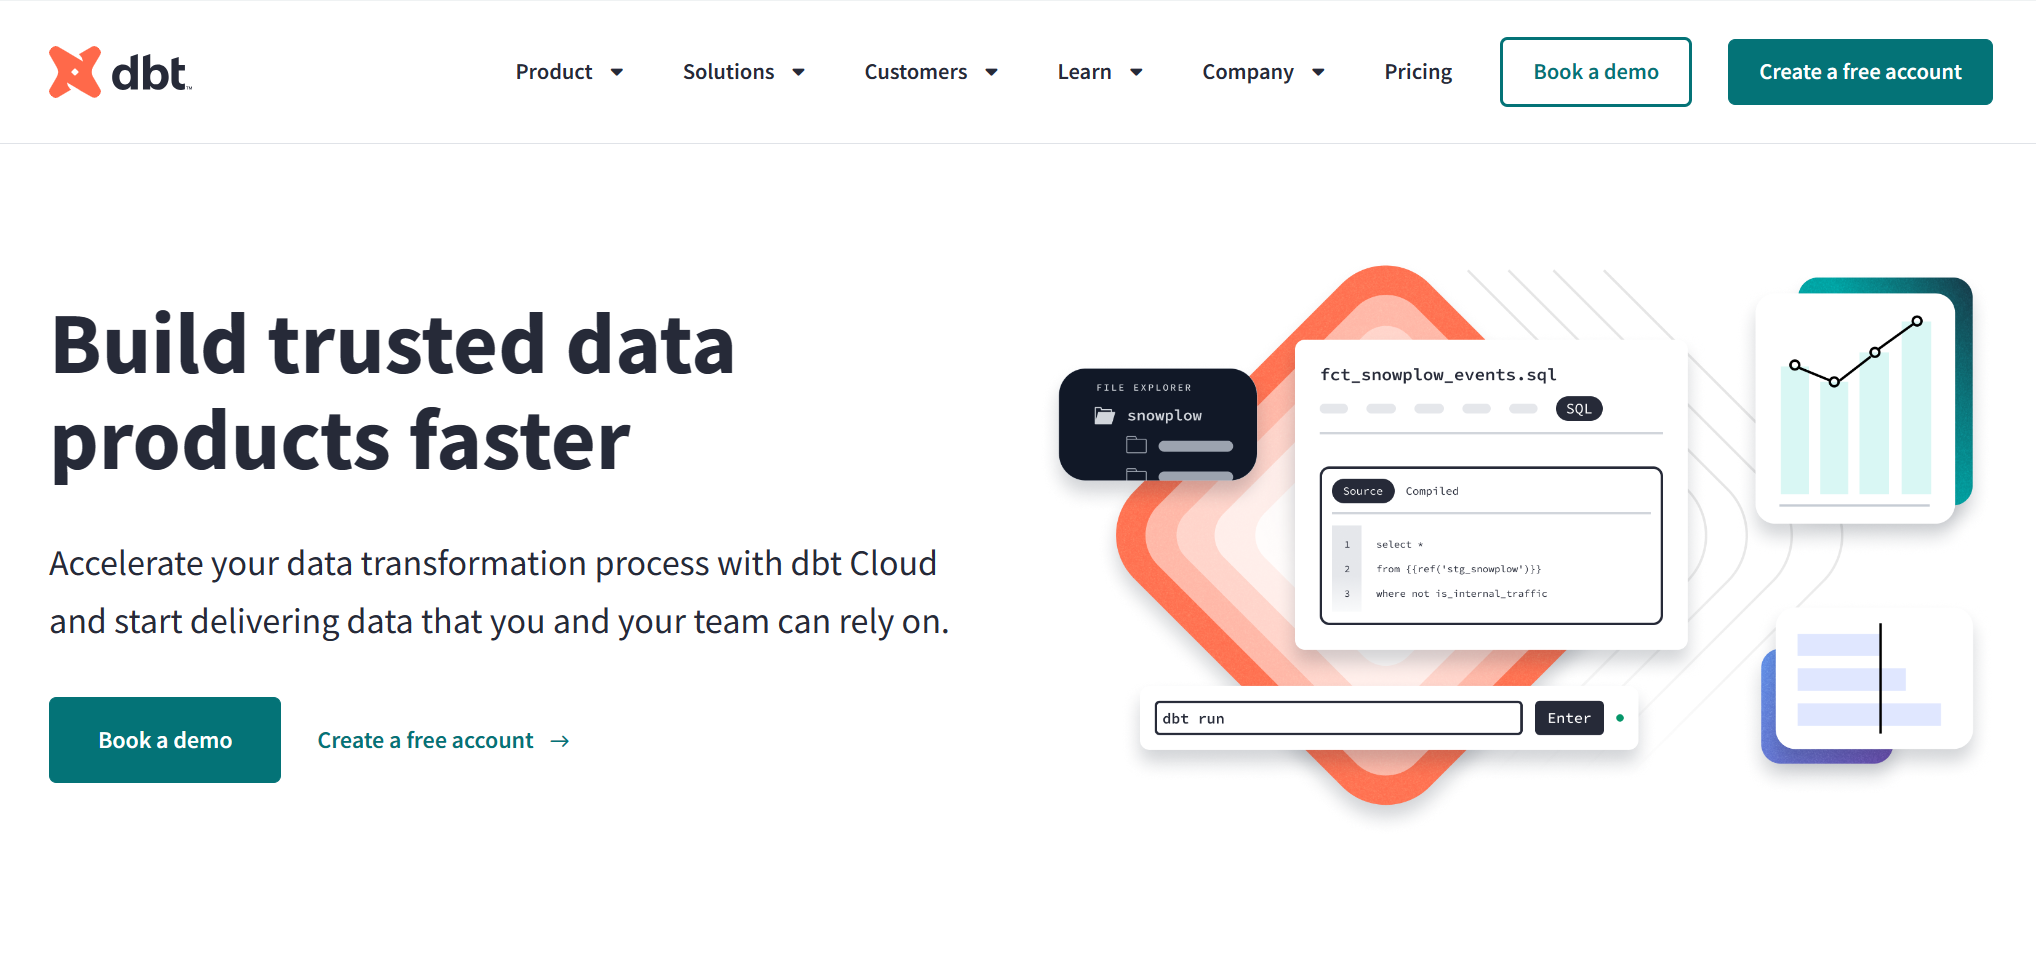 dbt™
Product
Solutions
Customers
Learn
Company
Pricing
Book a demo
Create a free account
Build trusted data
products faster
Accelerate your data transformation process with dbt Cloud
and start delivering data that you and your team can rely on.
Book a demo
Create a free account →
FILE EXPLORER
snowplow
fct_snowplow_events.sql
SQL
Source Compiled
1 select *
2 from {{ref('stg_snowplow')}}
3 where not is_internal_traffic
dbt run
Enter